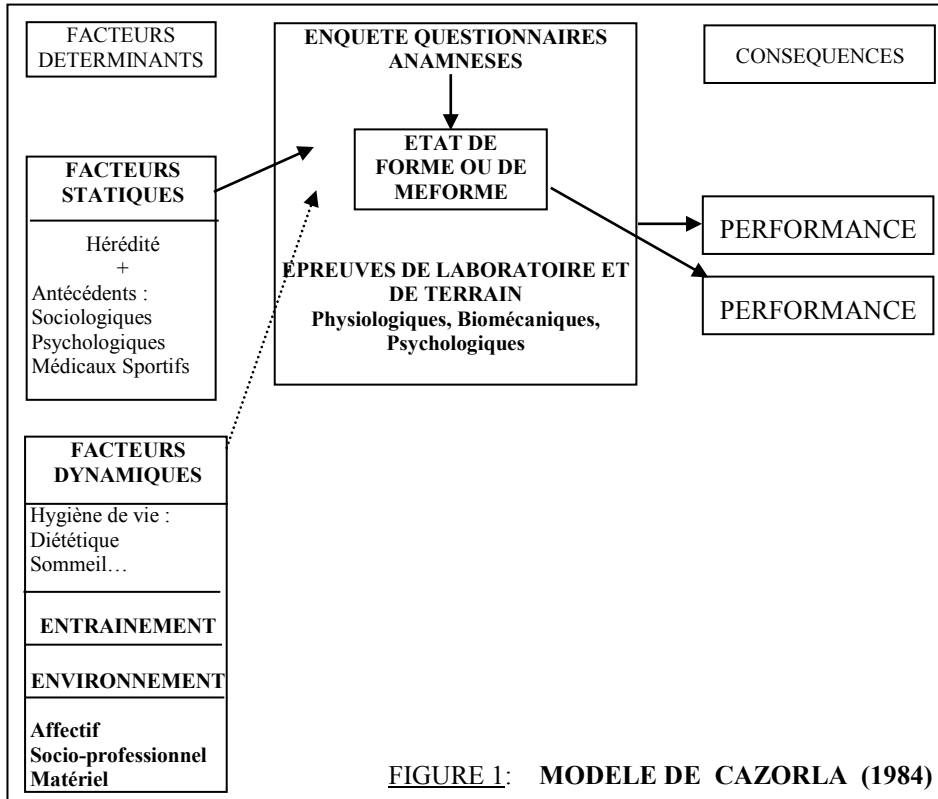 FACTEURS
DETERMINANTS
FACTEURS
STATIQUES
Hérédité
+
Antécédents :
Sociologiques
Psychologiques
Médicaux Sportifs
FACTEURS
DYNAMIQUES
Hygiène de vie :
Diététique
Sommeil…
ENTRAINEMENT
ENVIRONNEMENT
Affectif
Socio-professionnel
Matériel
ENQUETE QUESTIONNAIRES
ANAMNESES
ETAT DE
FORME OU DE
MEFORME
EPREUVES DE LABORATOIRE ET
DE TERRAIN
Physiologiques, Biomécaniques,
Psychologiques
CONSEQUENCES
PERFORMANCE
PERFORMANCE
FIGURE 1: MODELE DE CAZORLA (1984)